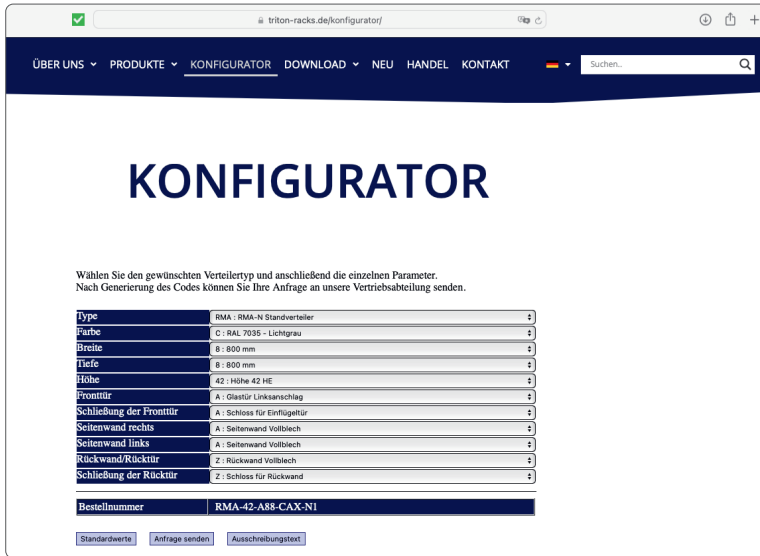 triton-racks.de/konfigurator/
ÜBER UNS PRODUKTE KONFIGURATOR DOWNLOAD NEU HANDEL KONTAKT Suchen..
KONFIGURATOR
Wählen Sie den gewünschten Verteilertyp und anschließend die einzelnen Parameter.
Nach Generierung des Codes können Sie Ihre Anfrage an unsere Vertriebsabteilung senden.
Type RMA : RMA-N Standverteiler
Farbe C : RAL 7035 - Lichtgrau
Breite 8 : 800 mm
Tiefe 8 : 800 mm
Höhe 42 : Höhe 42 HE
Fronttür A : Glastür Linksanschlag
Schließung der Fronttür A : Schloss für Einflügeltür
Seitenwand rechts A : Seitenwand Vollblech
Seitenwand links A : Seitenwand Vollblech
Rückwand/Rücktür Z : Rückwand Vollblech
Schließung der Rücktür Z : Schloss für Rückwand
Bestellnummer RMA-42-A88-CAX-N1
Standardwerte Anfrage senden Ausschreibungstext